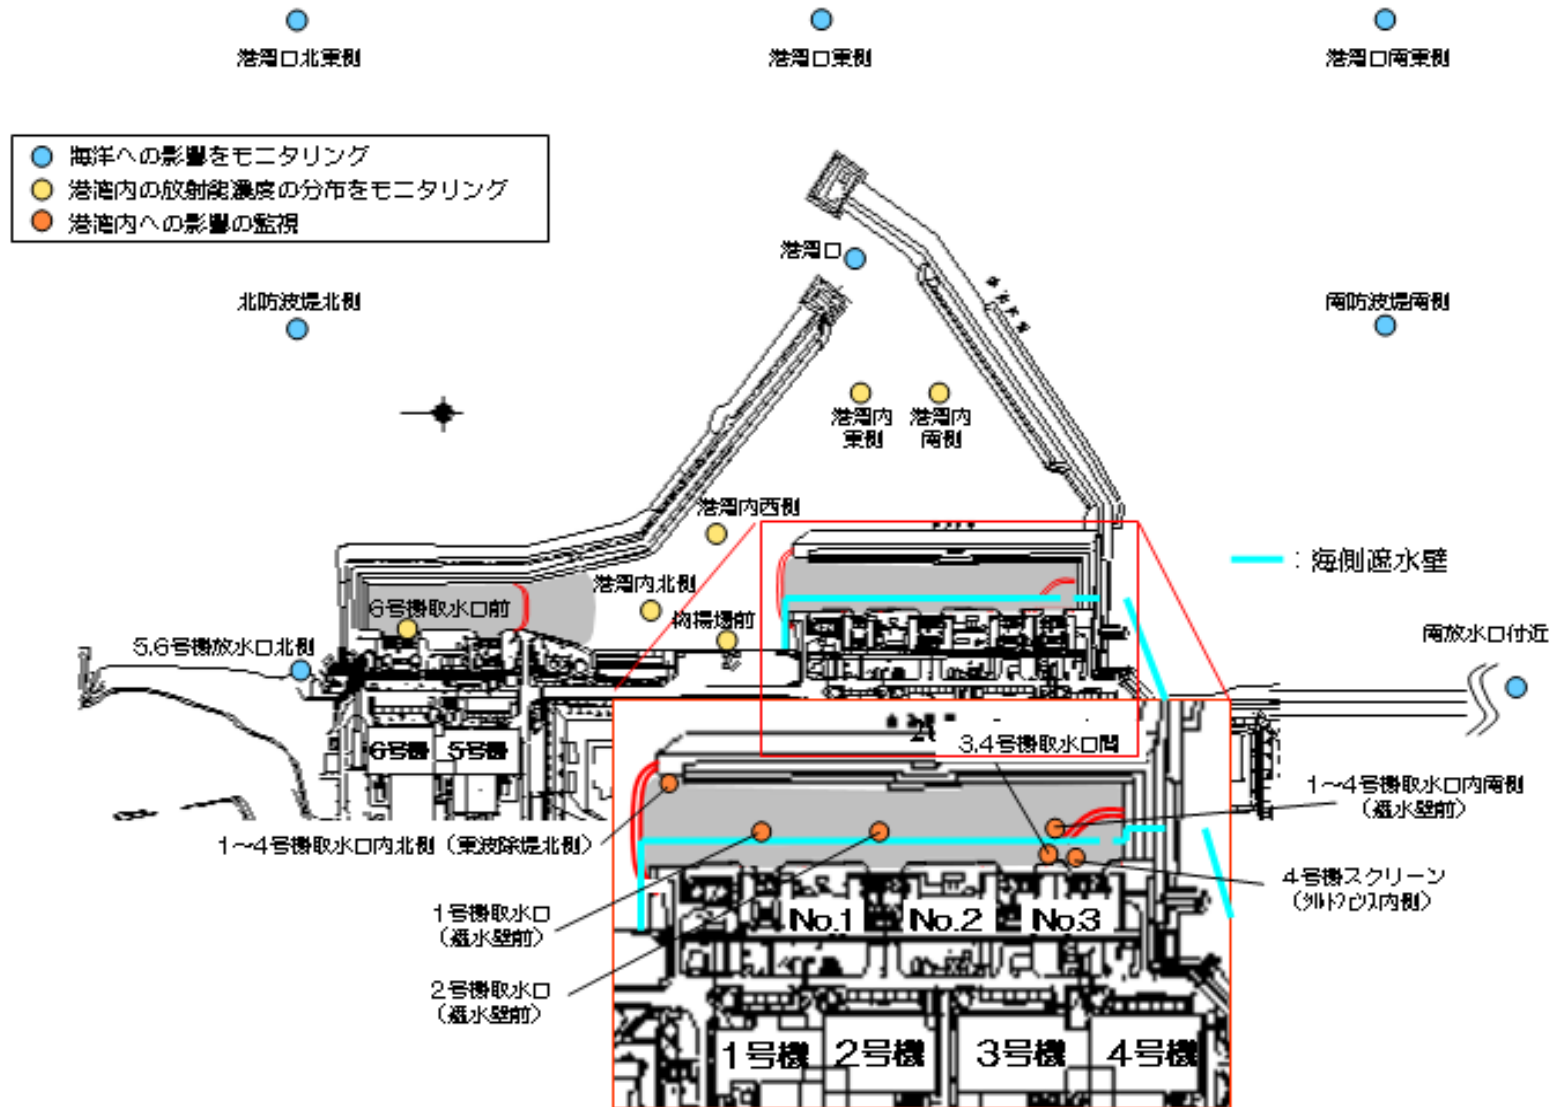 港湾口北東側
港湾口東側
港湾口南東側
海洋への影響をモニタリング
港湾内の放射能濃度の分布をモニタリング
港湾内への影響の監視
港湾口
北防波堤北側
南防波堤南側
港湾内
東側
港湾内
南側
港湾内西側
：海側遮水壁
港湾内北側
6号機取水口前
物揚場前
5,6号機放水口北側
南放水口付近
6号機
5号機
3,4号機取水口間
1～4号機取水口内南側
（遮水壁前）
1～4号機取水口内北側（東波除堤北側）
4号機スクリーン
（シルトフェンス内側）
1号機取水口
（遮水壁前）
No.1
No.2
No.3
2号機取水口
（遮水壁前）
1号機
2号機
3号機
4号機